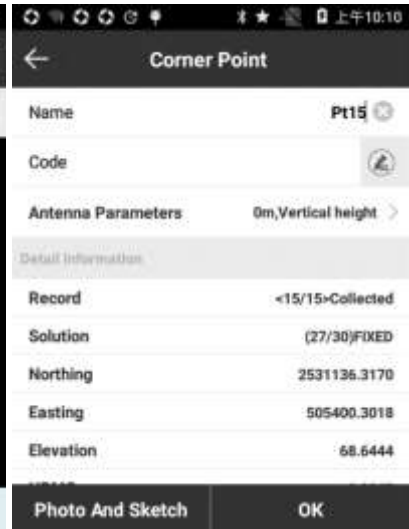 上午10:10
Corner Point
Name Pt15
Code
Antenna Parameters 0m,Vertical height
Detail Information
Record <15/15>Collected
Solution (27/30)FIXED
Northing 2531136.3170
Easting 505400.3018
Elevation 68.6444
Photo And Sketch OK